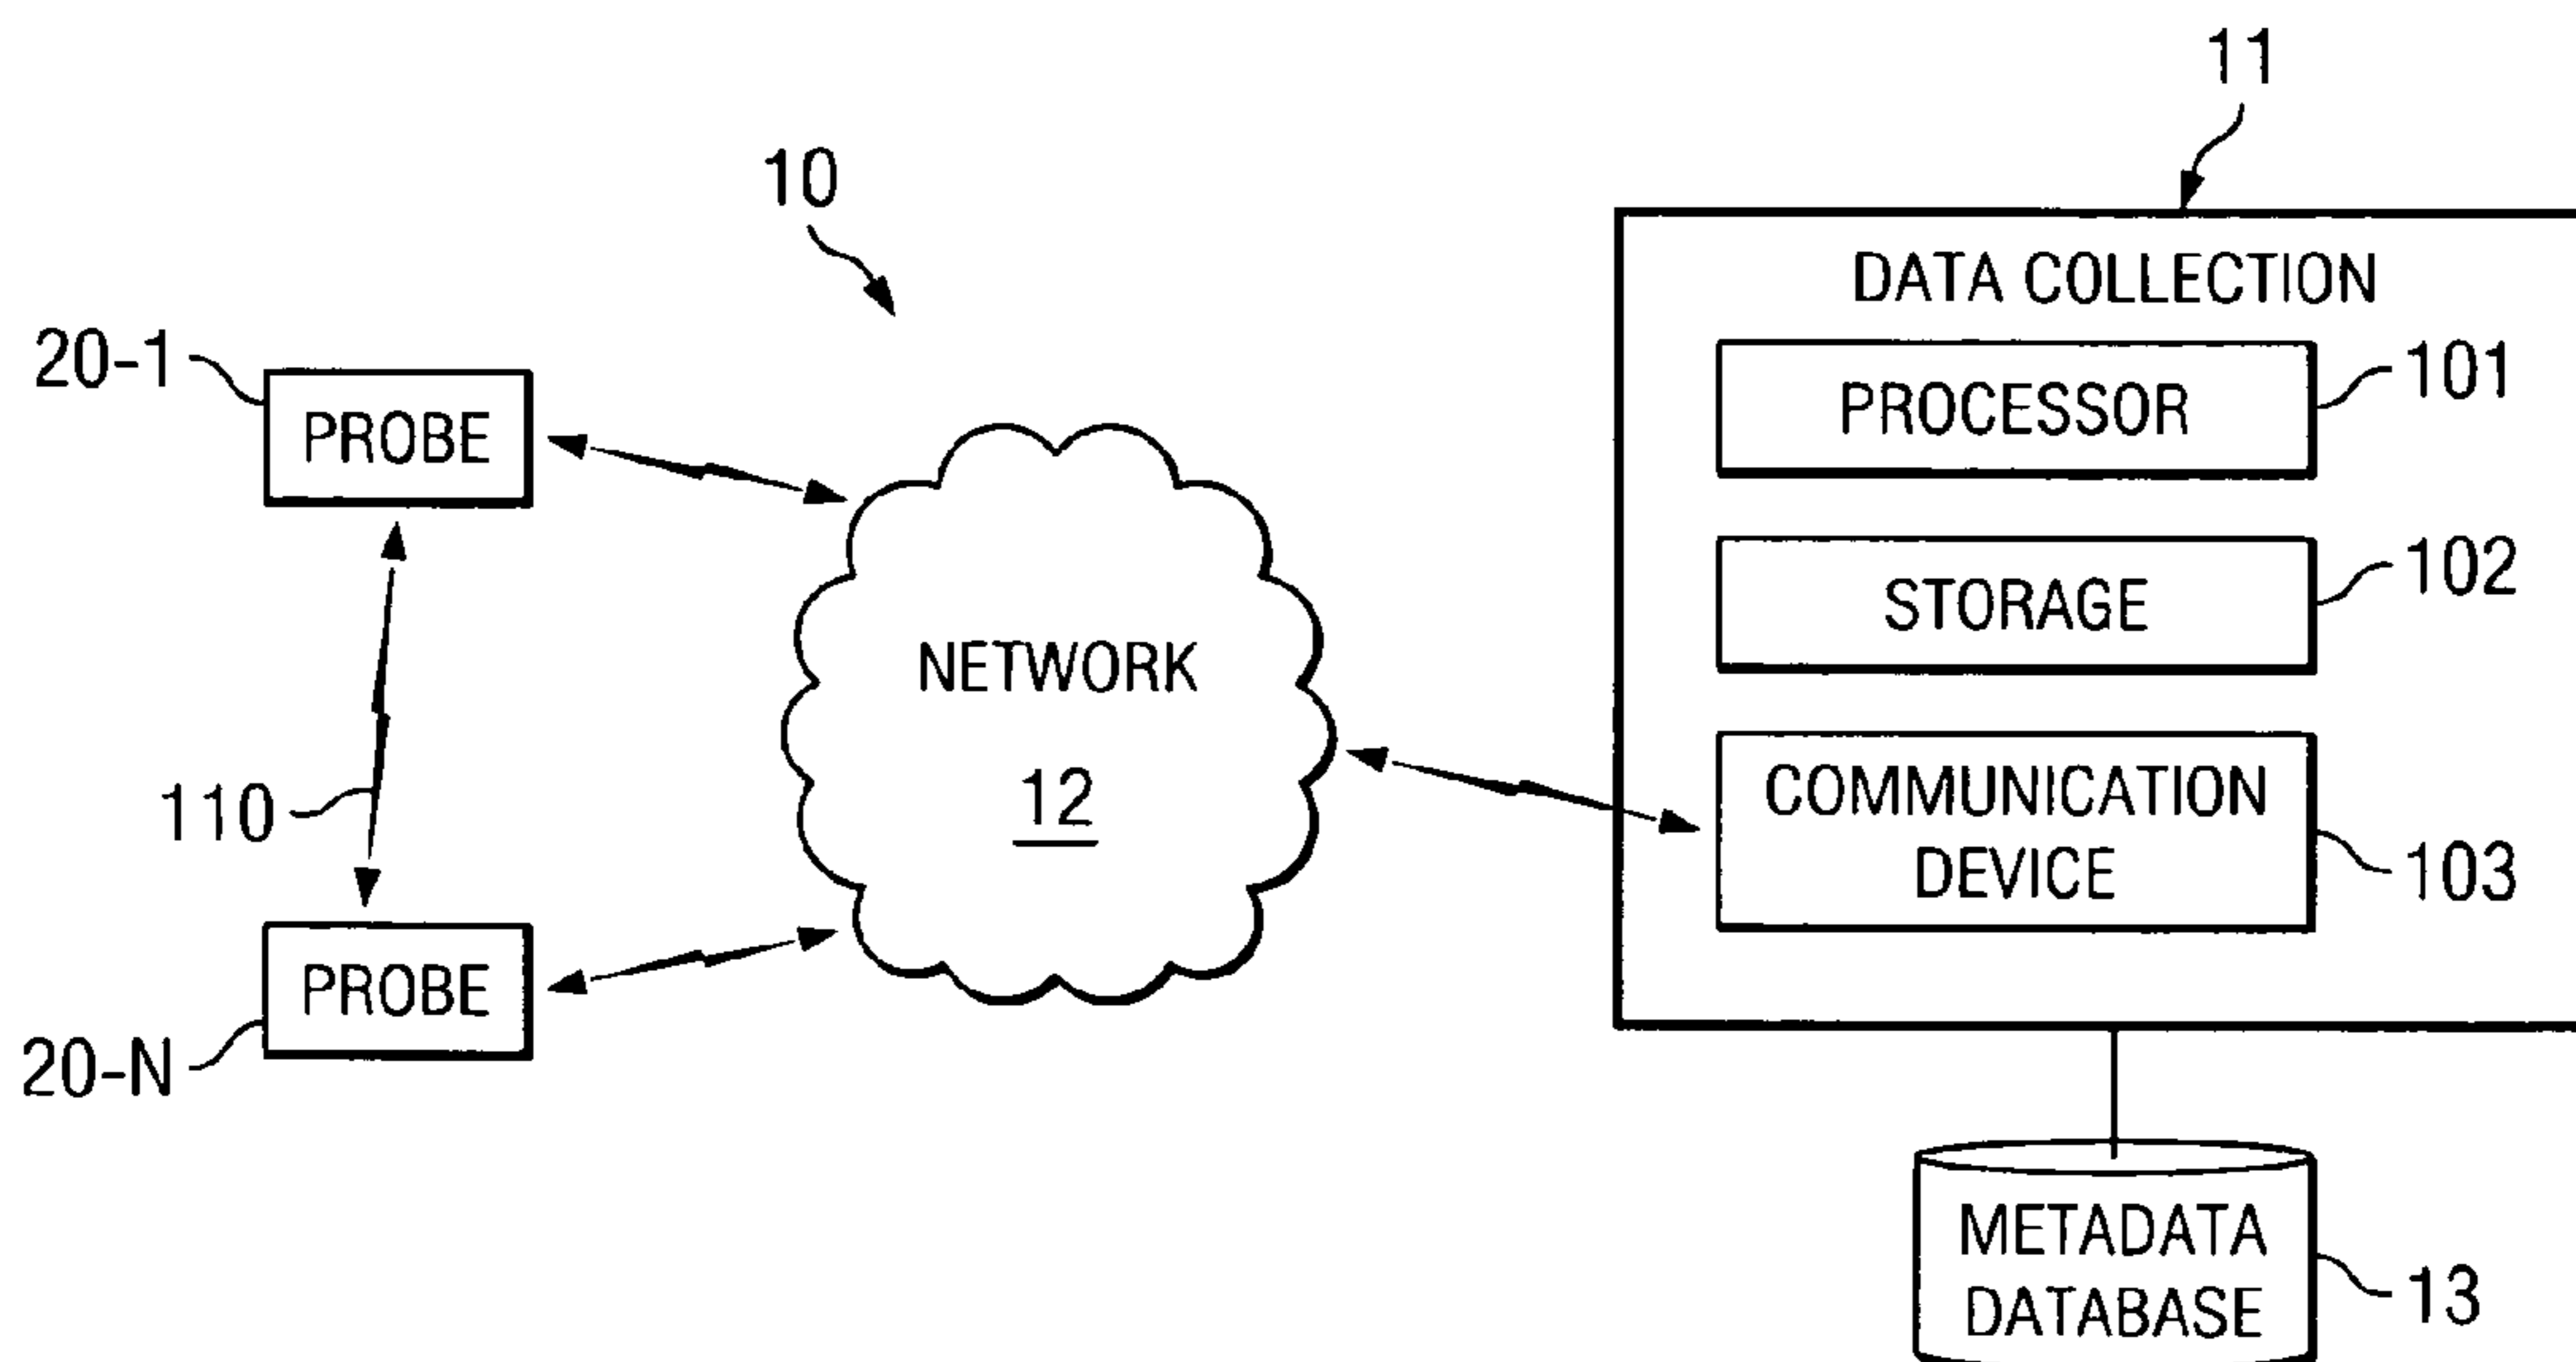 11
10
DATA COLLECTION
20-1
PROBE
PROCESSOR
101
STORAGE
102
NETWORK
12
110
COMMUNICATION
DEVICE
103
PROBE
20-N
METADATA
DATABASE
13